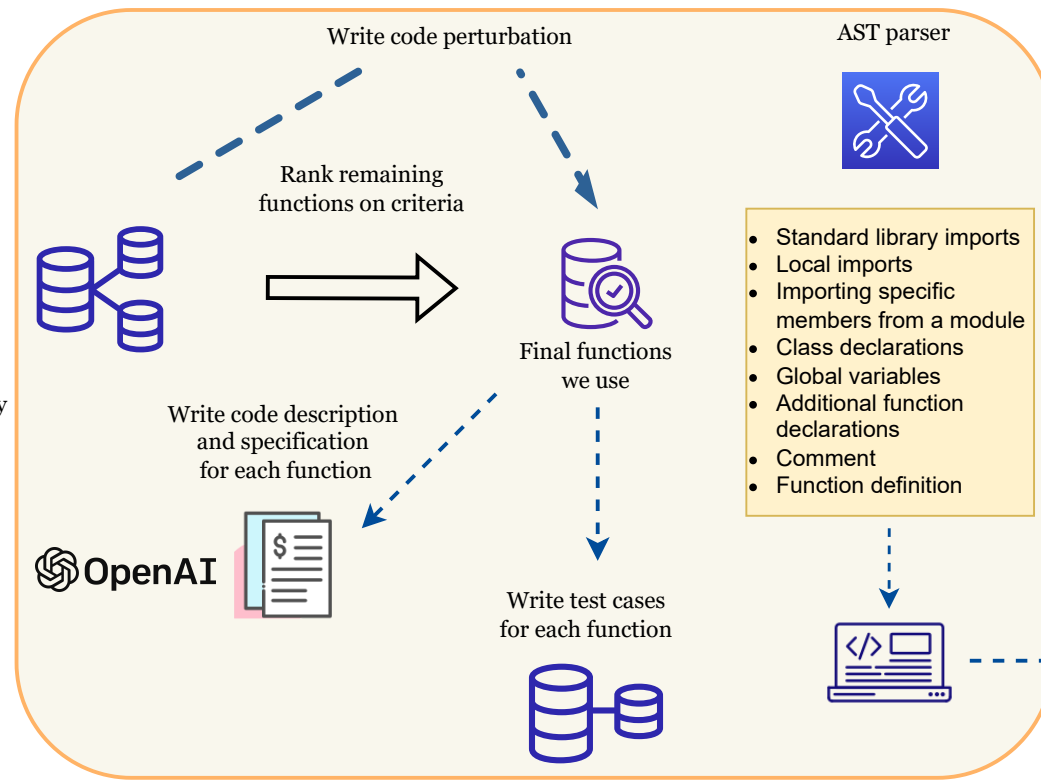 Write code perturbation
AST parser
Rank remaining
functions on criteria
Standard library imports
Local imports
Importing specific
members from a module
Class declarations
Global variables
Additional function
declarations
Comment
Function definition
Final functions
we use
y
Write code description
and specification
for each function
$
OpenAI
Write test cases
for each function
</>